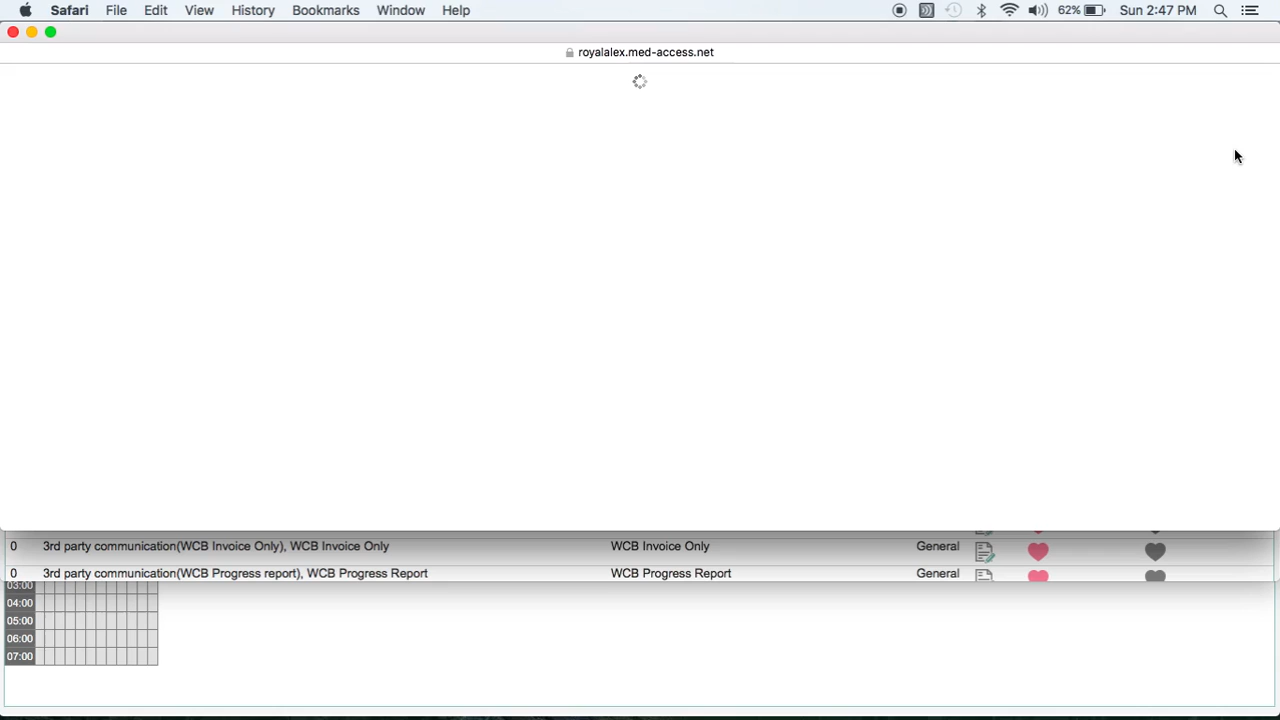 Safari File Edit View History Bookmarks Window Help 62% Sun 2:47 PM
royalalex.med-access.net
0 3rd party communication(WCB Invoice Only), WCB Invoice Only WCB Invoice Only General
0 3rd party communication(WCB Progress report), WCB Progress Report WCB Progress Report General
03:00
04:00
05:00
06:00
07:00